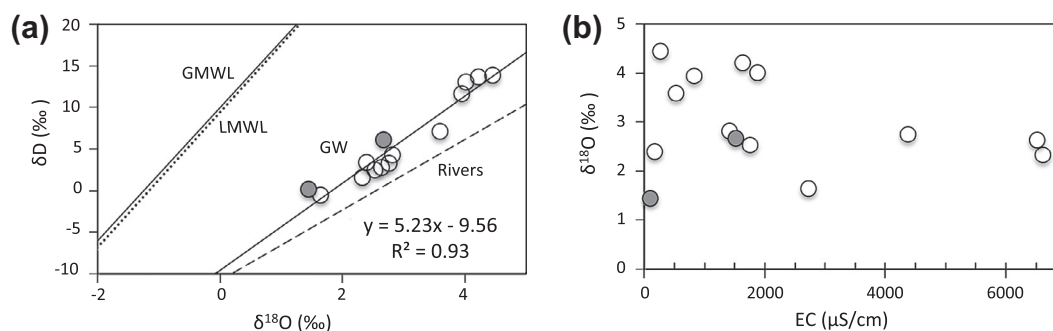 (a)
20
15
10
5
0
-5
-10
δD (‰)
GMWL
LMWL
GW
Rivers
y = 5.23x - 9.56
R² = 0.93
-2
0
2
4
δ¹⁸O (‰)
(b)
5
4
3
2
1
0
δ¹⁸O (‰)
0
2000
4000
6000
EC (µS/cm)